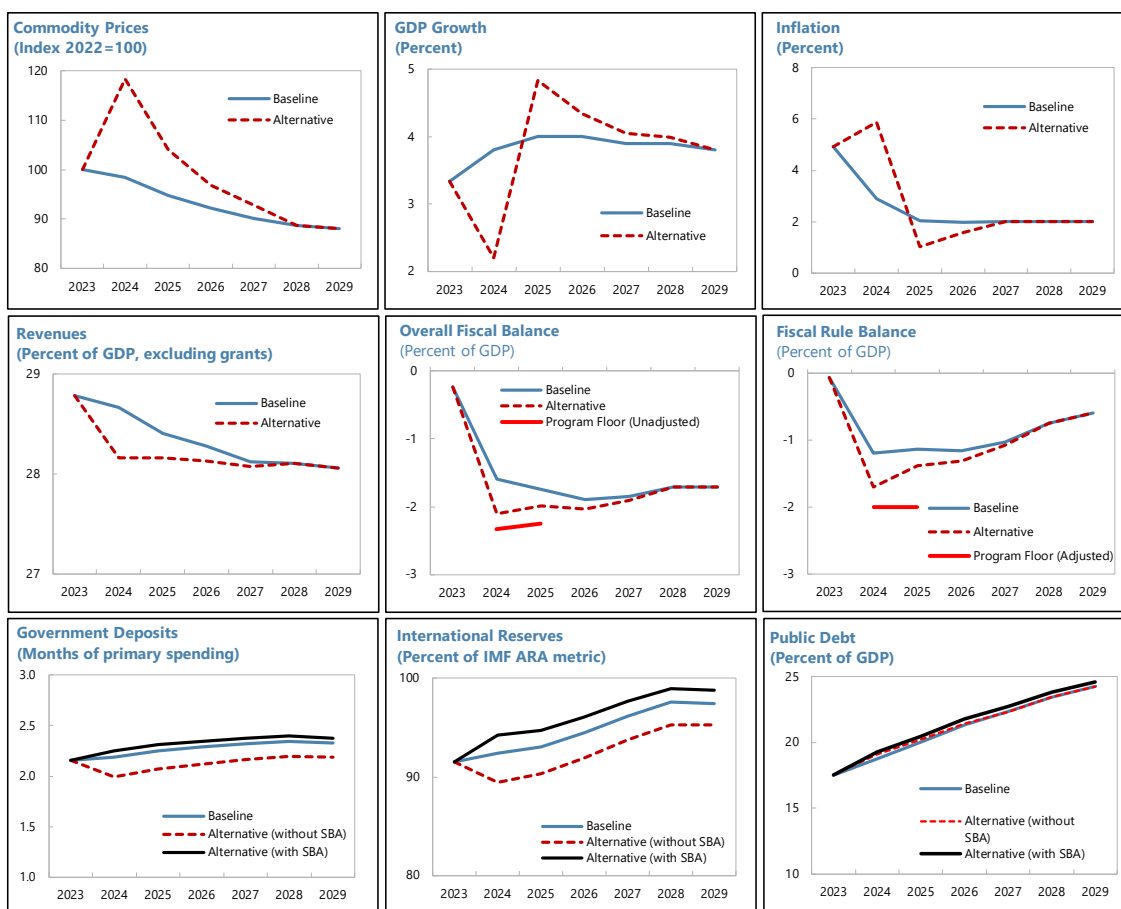 Commodity Prices
(Index 2022=100)
120
110
100
90
80
Baseline
Alternative
2023 2024 2025 2026 2027 2028 2029
GDP Growth
(Percent)
5
4
3
2
Baseline
Alternative
2023 2024 2025 2026 2027 2028 2029
Inflation
(Percent)
8
6
4
2
0
Baseline
Alternative
2023 2024 2025 2026 2027 2028 2029
Revenues
(Percent of GDP, excluding grants)
29
28
27
Baseline
Alternative
2023 2024 2025 2026 2027 2028 2029
Overall Fiscal Balance
(Percent of GDP)
0
-1
-2
-3
Baseline
Alternative
Program Floor (Unadjusted)
2023 2024 2025 2026 2027 2028 2029
Fiscal Rule Balance
(Percent of GDP)
0
-1
-2
-3
Baseline
Alternative
Program Floor (Adjusted)
2023 2024 2025 2026 2027 2028 2029
Government Deposits
(Months of primary spending)
3.0
2.5
2.0
1.5
1.0
Baseline
Alternative (without SBA)
Alternative (with SBA)
2023 2024 2025 2026 2027 2028 2029
International Reserves
(Percent of IMF ARA metric)
100
90
80
Baseline
Alternative (without SBA)
Alternative (with SBA)
2023 2024 2025 2026 2027 2028 2029
Public Debt
(Percent of GDP)
25
20
15
10
Baseline
Alternative (without
SBA)
Alternative (with SBA)
2023 2024 2025 2026 2027 2028 2029